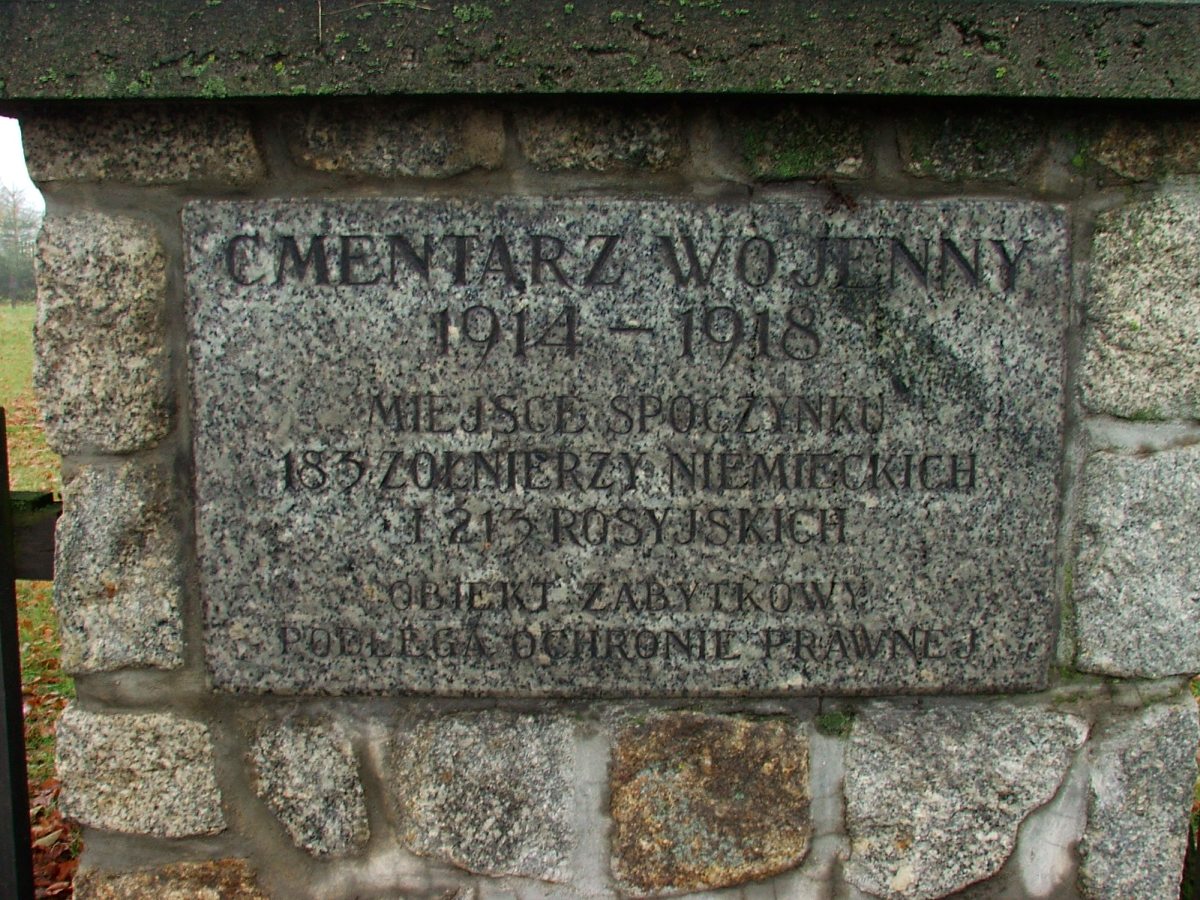 CMENTARZ WOJENNY
1914 – 1918
MIEJSCE SPOCZYNKU
183 ŻOŁNIERZY NIEMIECKICH
I 213 ROSYJSKICH
OBIEKT ZABYTKOWY
PODLEGA OCHRONIE PRAWNEJ